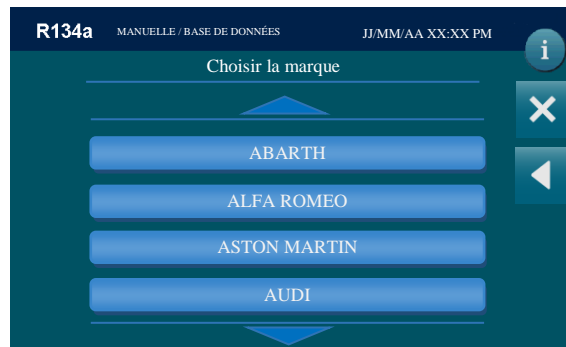 R134a MANUELLE / BASE DE DONNÉES JJ/MM/AA XX:XX PM
i
Choisir la marque
ABARTH
ALFA ROMEO
ASTON MARTIN
AUDI